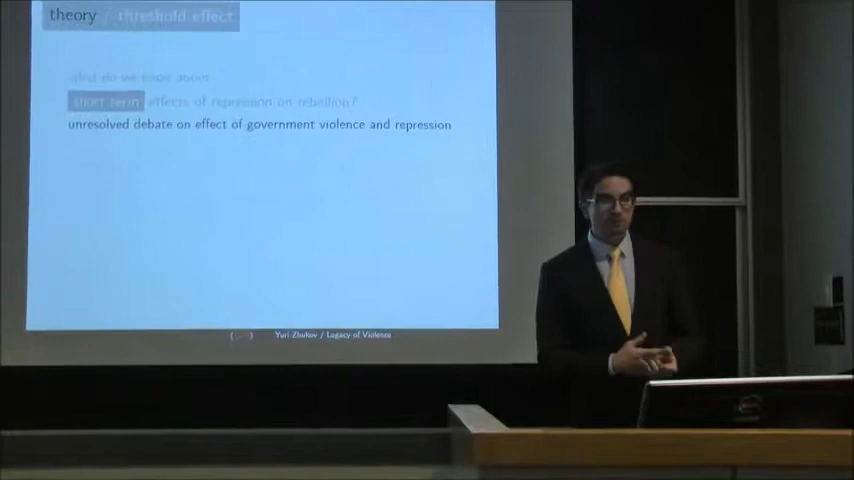 theory / threshold effect
what do we know about
short term effects of repression on rebellion?
unresolved debate on effect of government violence and repression
Yuri Zhukov / Legacy of Violence